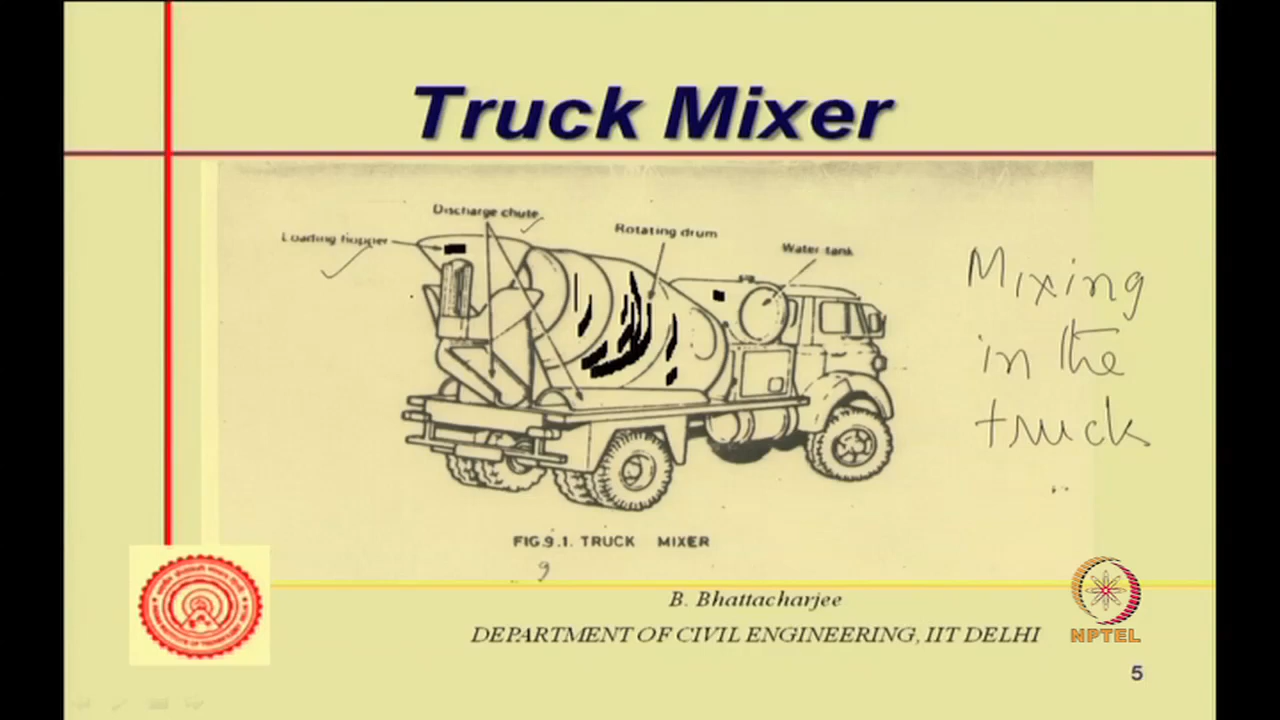 Truck Mixer
Discharge chute
Loading hopper
Rotating drum
Water tank
Mixing
in the
truck
FIG.9.1. TRUCK MIXER
9
B. Bhattacharjee
DEPARTMENT OF CIVIL ENGINEERING, IIT DELHI
NPTEL
5